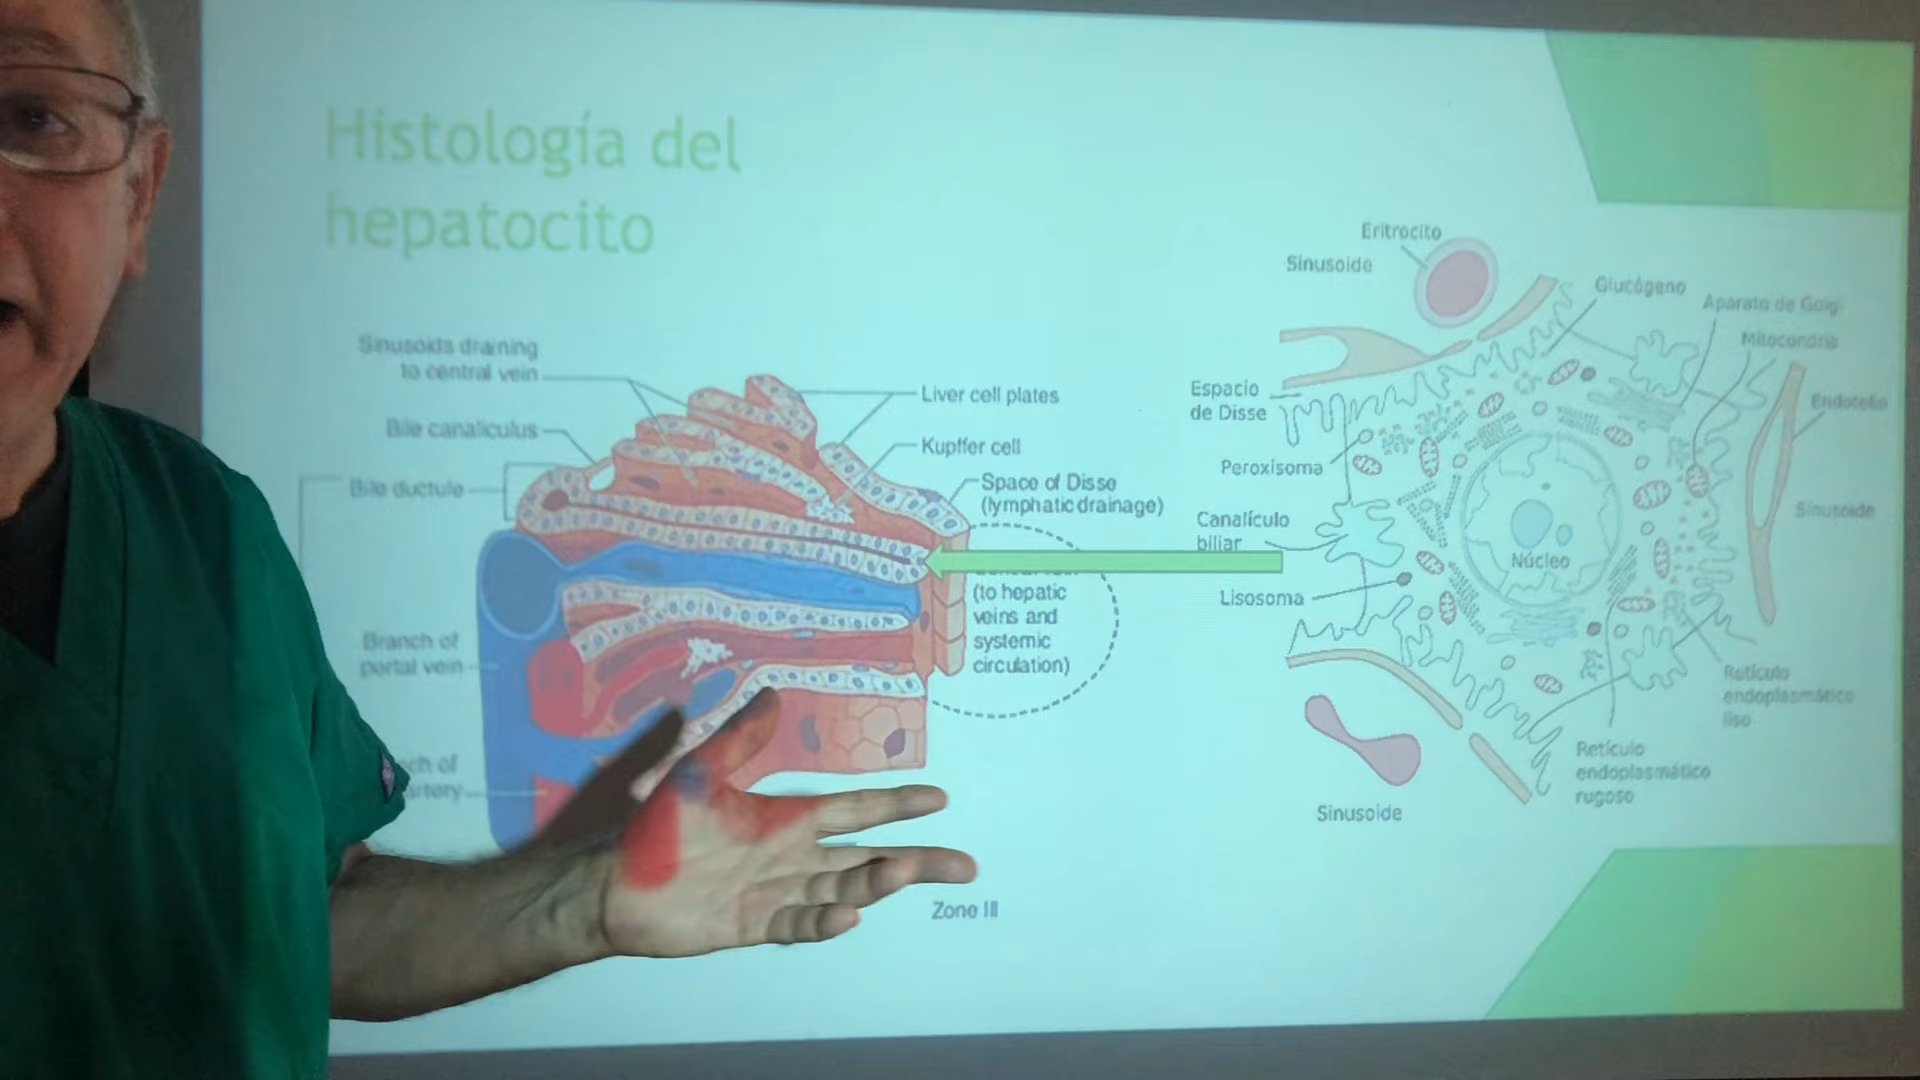 Histología del
hepatocito
Sinusoids draining
to central vein
Bile canaliculus
Bile ductule
Branch of
portal vein
ch of
artery
Liver cell plates
Kupffer cell
Space of Disse
(lymphatic drainage)
(to hepatic
veins and
systemic
circulation)
Zone III
Eritrocito
Sinusoide
Glucógeno
Aparato de Golgi
Mitocondria
Espacio
de Disse
Endotelio
Peroxisoma
Sinusoide
Canalículo
biliar
Núcleo
Lisosoma
Retículo
endoplasmático
liso
Retículo
endoplasmático
rugoso
Sinusoide